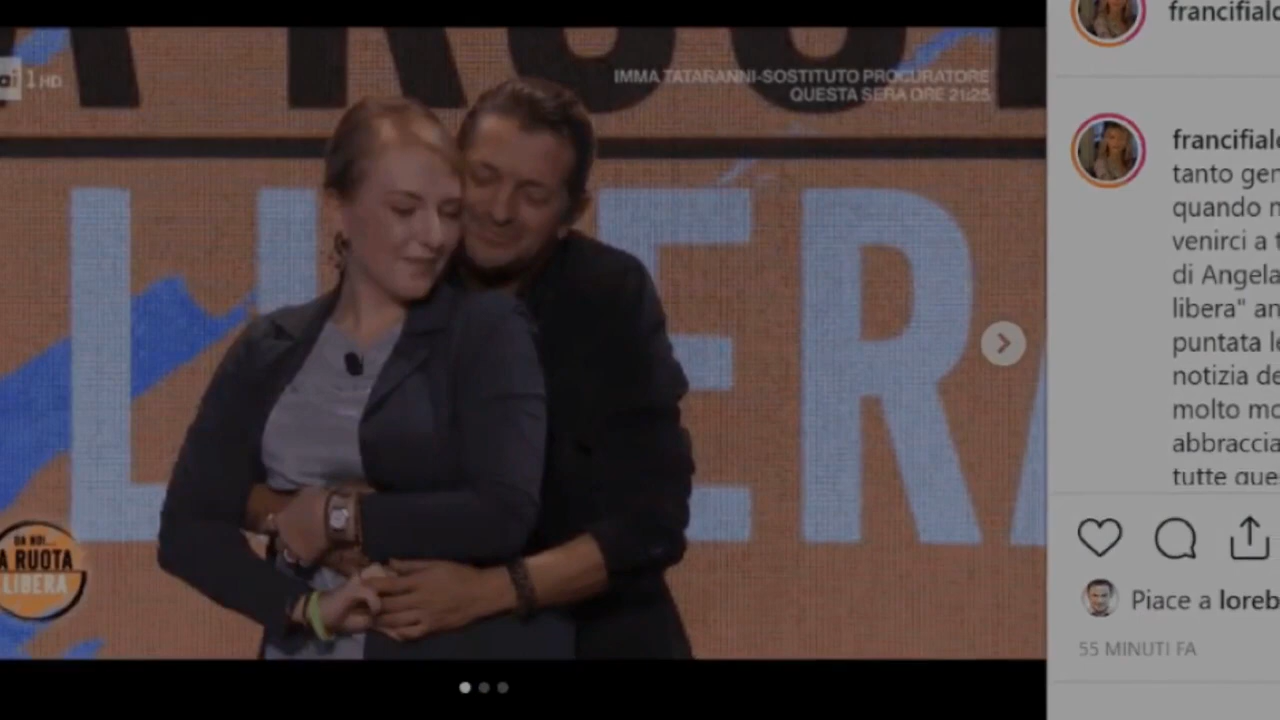 A RUO
ai 1 HD
IMMA TATARANNI-SOSTITUTO PROCURATORE
QUESTA SERA ORE 21:25
LIBERA
DA NOI...
A RUOTA
LIBERA
francifialo
francifialo
tanto gen
quando n
venirci a t
di Angela
libera" an
puntata le
notizia de
molto mo
abbraccia
tutte que
Piace a loreb
55 MINUTI FA